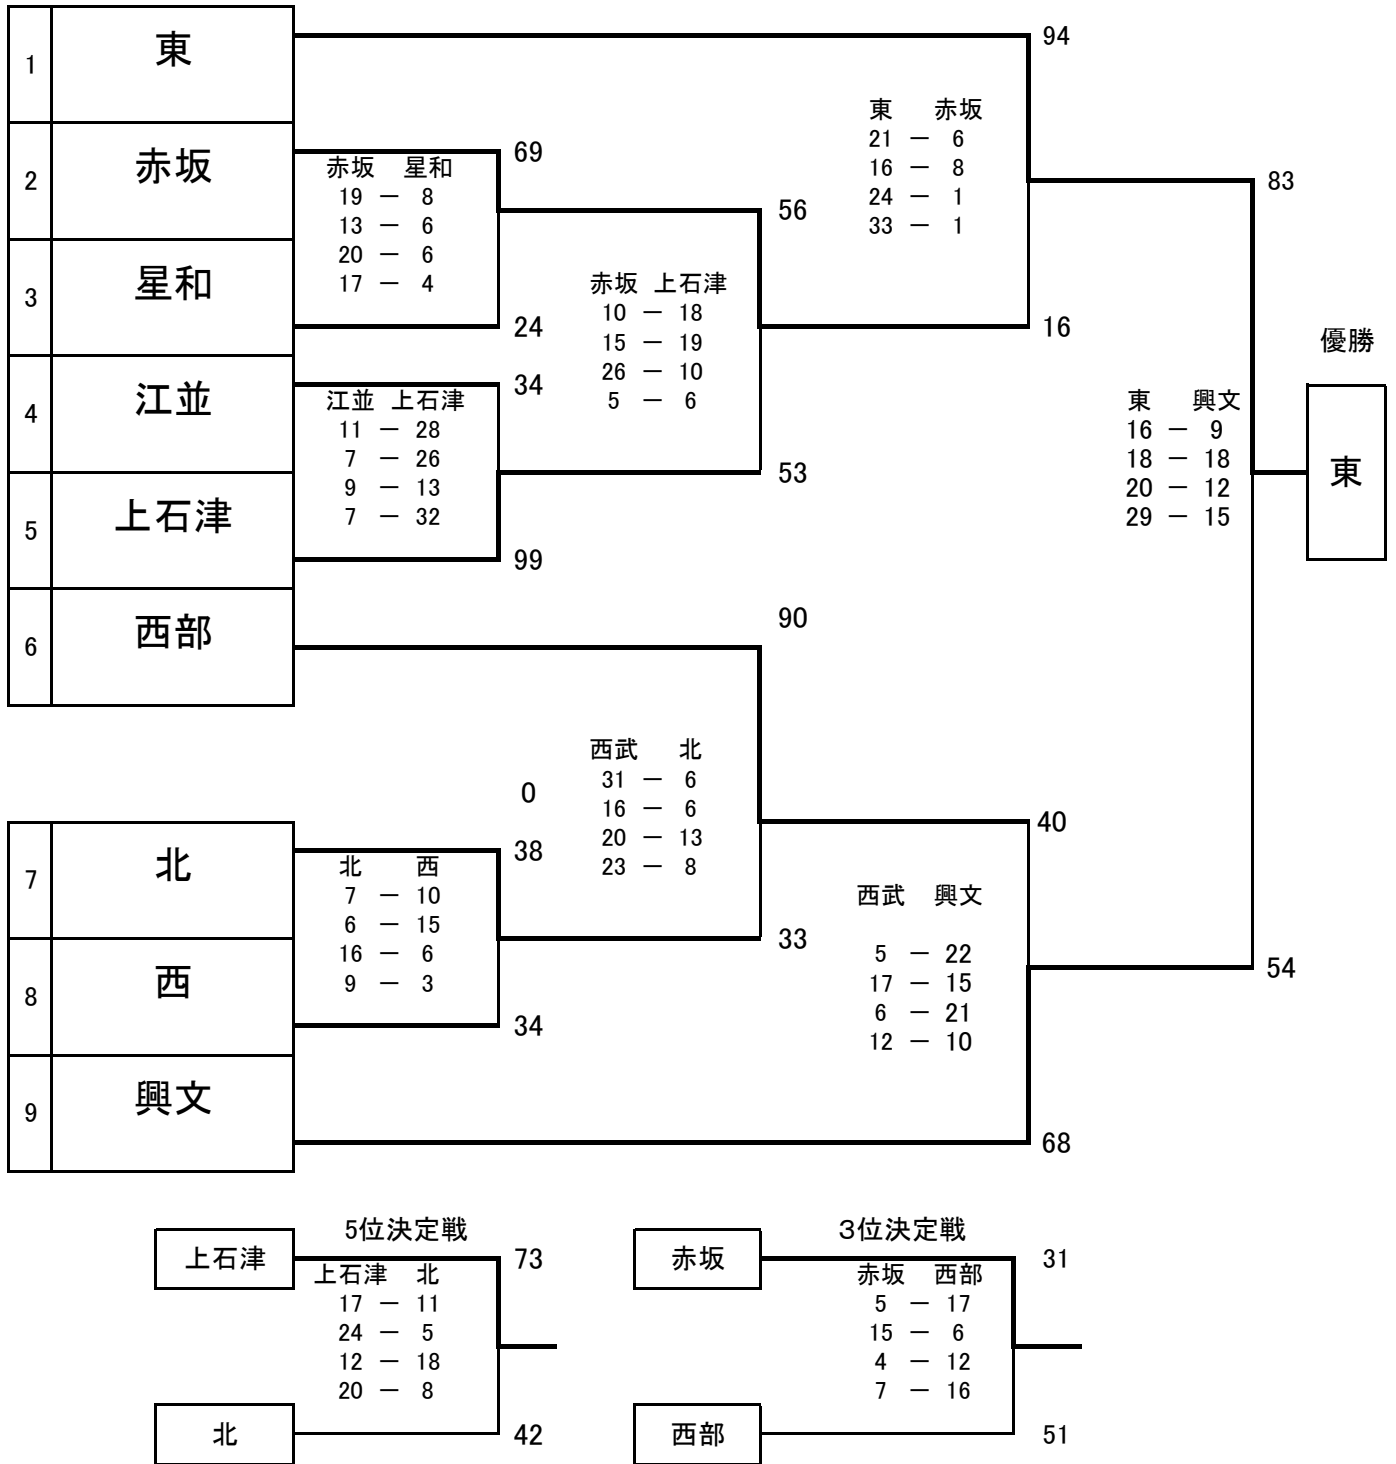 1 東
94
東 赤坂
21 － 6
16 － 8
24 － 1
33 － 1
2 赤坂
69
赤坂 星和
19 － 8
13 － 6
20 － 6
17 － 4
83
56
3 星和
24
赤坂 上石津
10 － 18
15 － 19
26 － 10
5 － 6
16
優勝
4 江並
34
江並 上石津
11 － 28
7 － 26
9 － 13
7 － 32
東 興文
16 － 9
18 － 18
20 － 12
29 － 15
東
53
5 上石津
99
6 西部
90
西武 北
31 － 6
16 － 6
20 － 13
23 － 8
0
40
7 北
38
北 西
7 － 10
6 － 15
16 － 6
9 － 3
33
西武 興文
5 － 22
17 － 15
6 － 21
12 － 10
54
8 西
34
9 興文
68
5位決定戦
上石津
73
上石津 北
17 － 11
24 － 5
12 － 18
20 － 8
北
42
3位決定戦
赤坂
31
赤坂 西部
5 － 17
15 － 6
4 － 12
7 － 16
西部
51